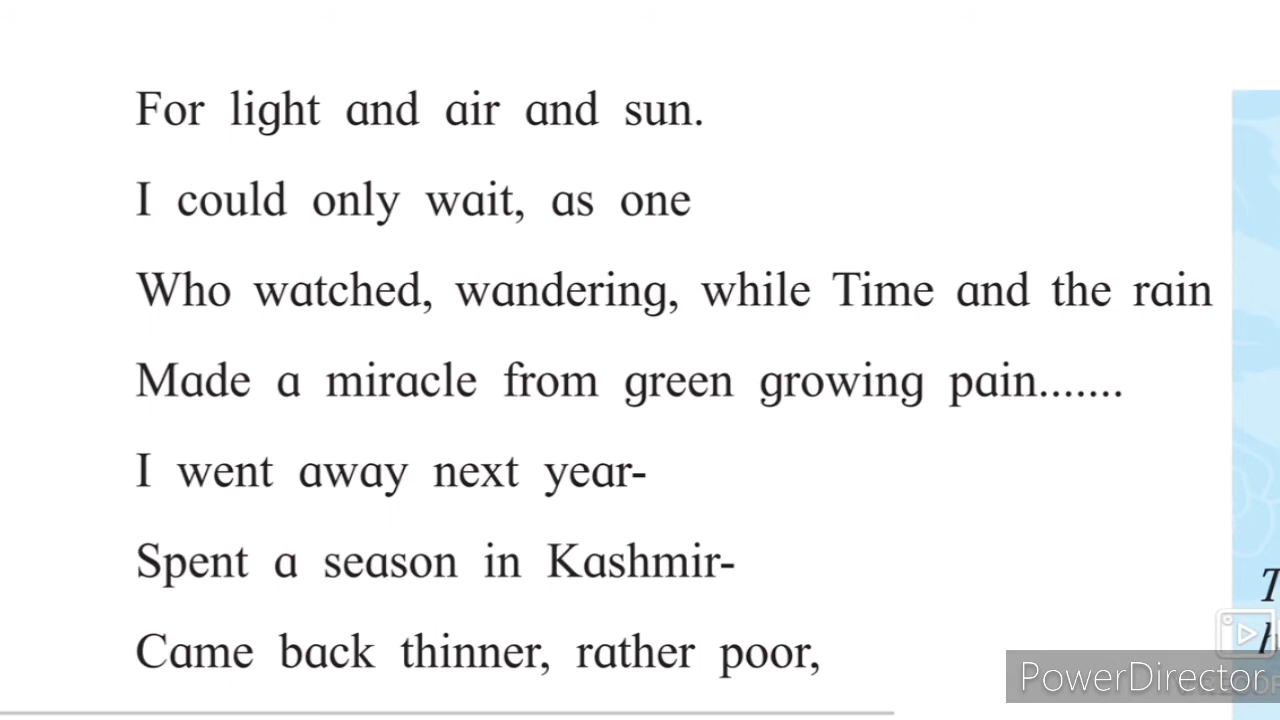 For light and air and sun.
I could only wait, as one
Who watched, wandering, while Time and the rain
Made a miracle from green growing pain.......
I went away next year-
Spent a season in Kashmir-
Came back thinner, rather poor,
PowerDirector